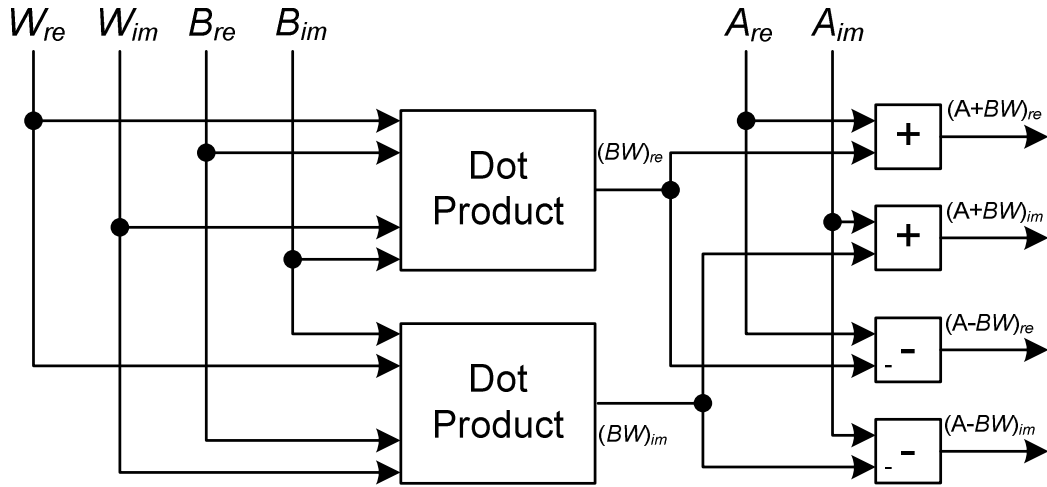 Wre Wim Bre Bim Are Aim
Dot
Product
(BW)re
+
(A+BW)re
+
(A+BW)im
Dot
Product
(BW)im
-
-
(A-BW)re
-
-
(A-BW)im